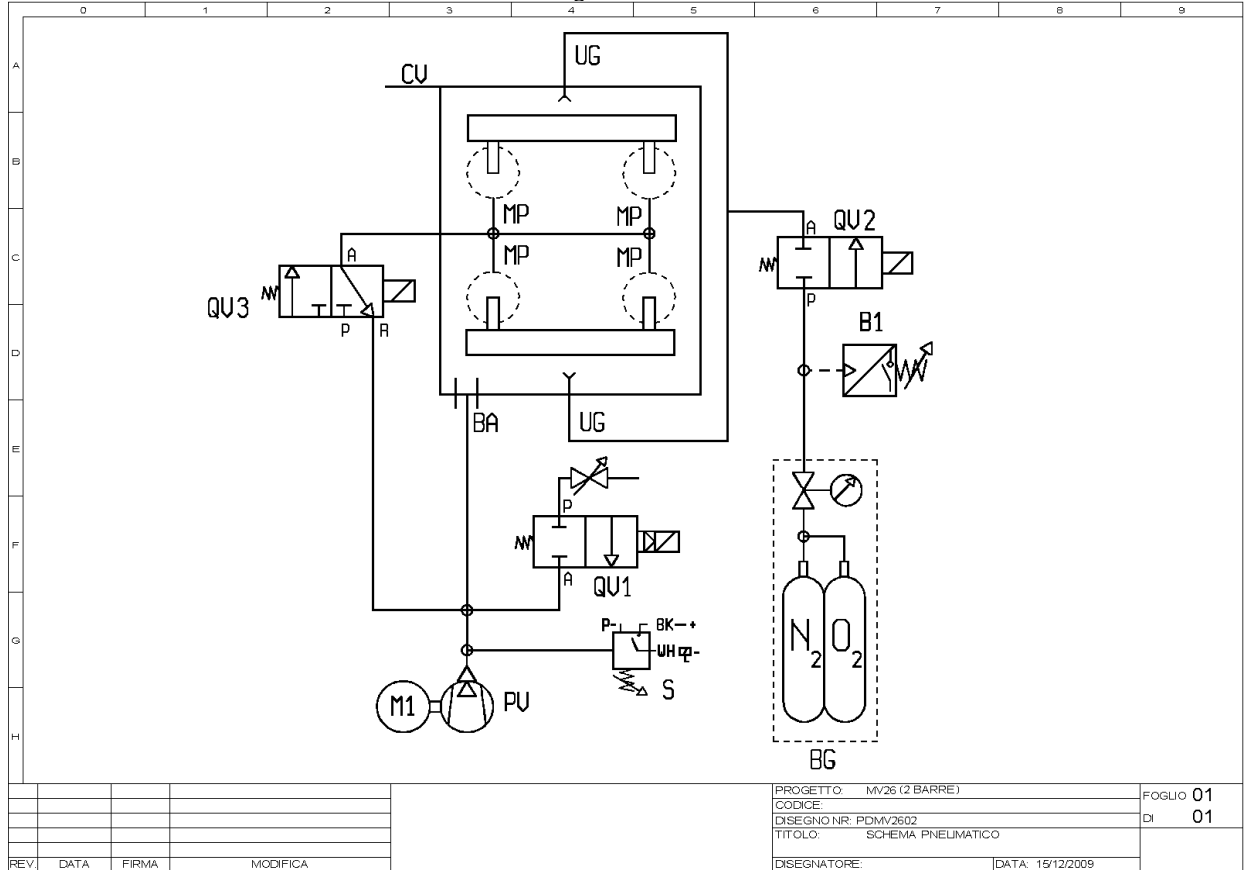 0 1 2 3 4 5 6 7 8 9
A
B
C
D
E
F
G
H
UG
CV
MP MP
MP MP
A
QV3
P R
A QV2
P
B1
BA
UG
P
A QV1
P- BK-+
WH -
S
M1 PV
N2 O2
BG
PROGETTO: MV26 (2 BARRE)
CODICE:
DISEGNO NR: PDMV2602
TITOLO: SCHEMA PNEUMATICO
FOGLIO 01
DI 01
REV. DATA FIRMA MODIFICA
DISEGNATORE: DATA: 15/12/2009